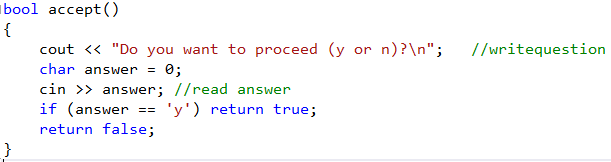 bool accept()
{
    cout << "Do you want to proceed (y or n)?\n";   //writequestion
    char answer = 0;
    cin >> answer; //read answer
    if (answer == 'y') return true;
    return false;
}